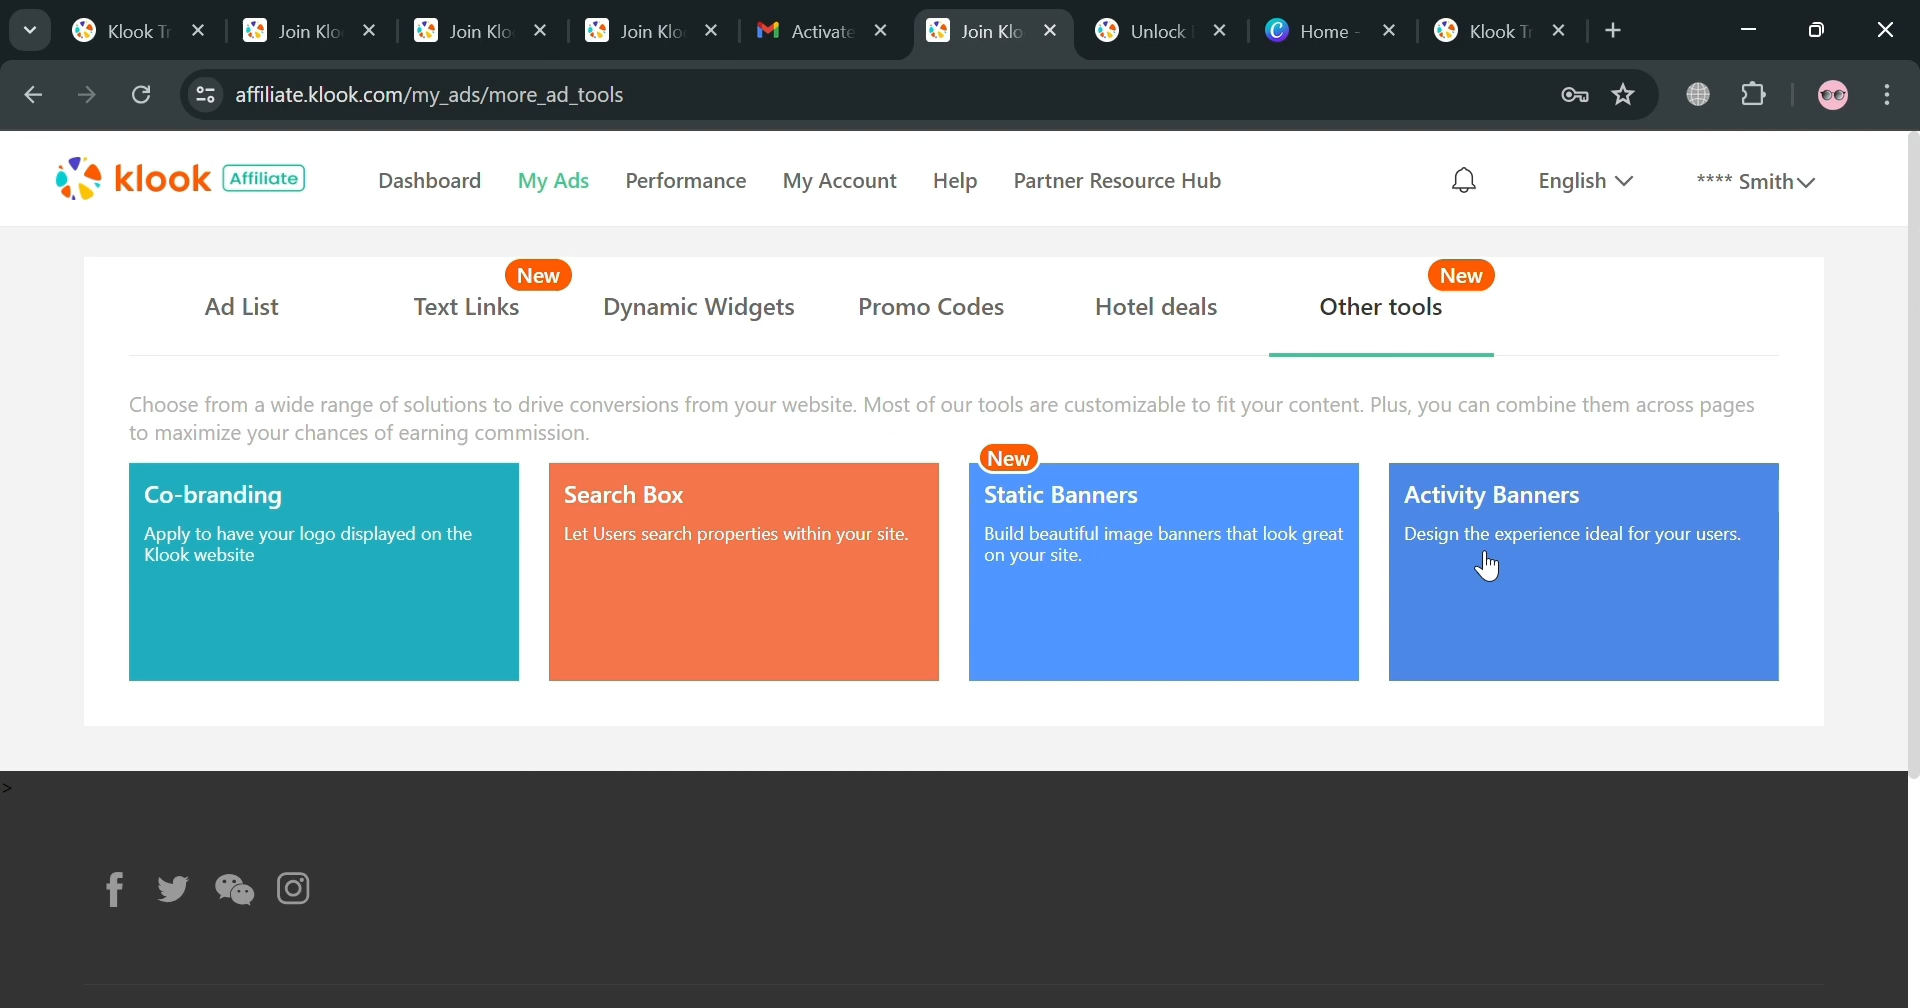 Klook Tr
Join Klo
Join Klo
Join Klo
Activate
Join Klo
Unlock
Home -
Klook Tr
affiliate.klook.com/my_ads/more_ad_tools
klook Affiliate
Dashboard
My Ads
Performance
My Account
Help
Partner Resource Hub
English
**** Smith
Ad List
Text Links
New
Dynamic Widgets
Promo Codes
Hotel deals
Other tools
New
Choose from a wide range of solutions to drive conversions from your website. Most of our tools are customizable to fit your content. Plus, you can combine them across pages
to maximize your chances of earning commission.
Co-branding
Apply to have your logo displayed on the
Klook website
Search Box
Let Users search properties within your site.
New
Static Banners
Build beautiful image banners that look great
on your site.
Activity Banners
Design the experience ideal for your users.
>